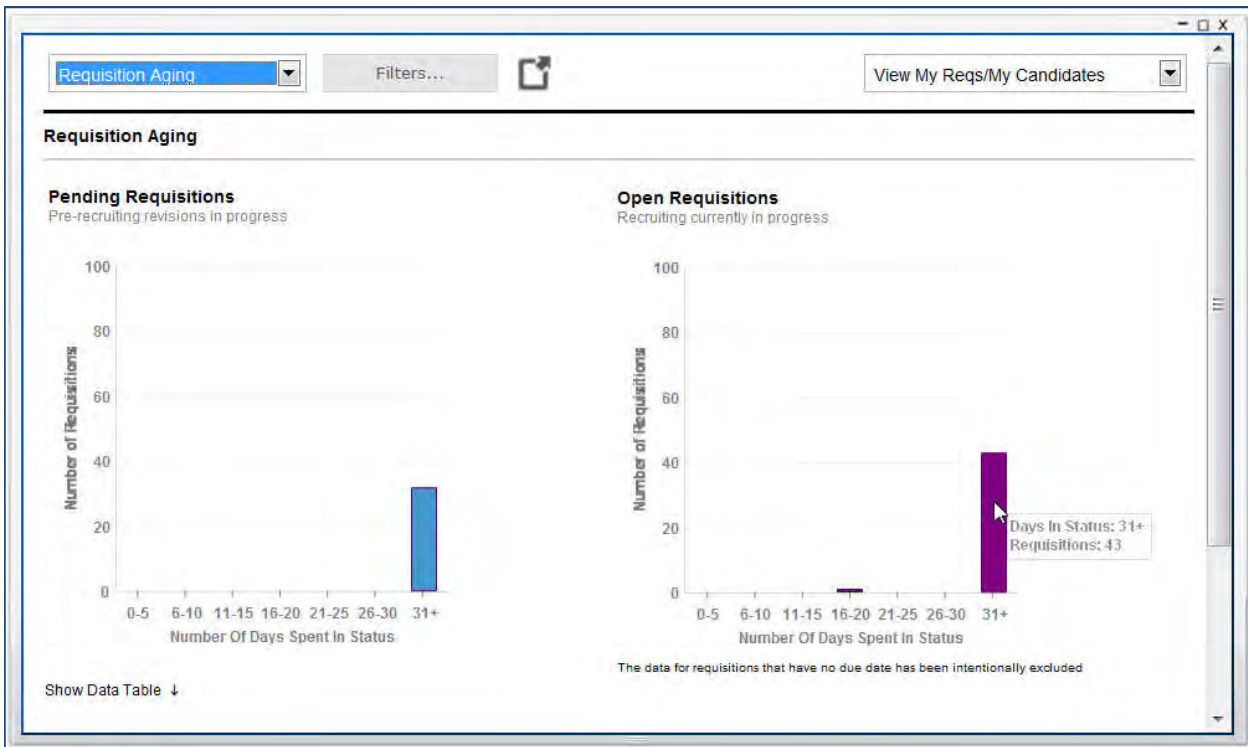 Requisition Aging
Filters...
View My Reqs/My Candidates
Requisition Aging
Pending Requisitions
Pre-recruiting revisions in progress
Number of Requisitions
100
80
60
40
20
0
0-5 6-10 11-15 16-20 21-25 26-30 31+
Number Of Days Spent In Status
Show Data Table ↓
Open Requisitions
Recruiting currently in progress
Number of Requisitions
100
80
60
40
20
0
Days In Status: 31+
Requisitions: 43
0-5 6-10 11-15 16-20 21-25 26-30 31+
Number Of Days Spent In Status
The data for requisitions that have no due date has been intentionally excluded